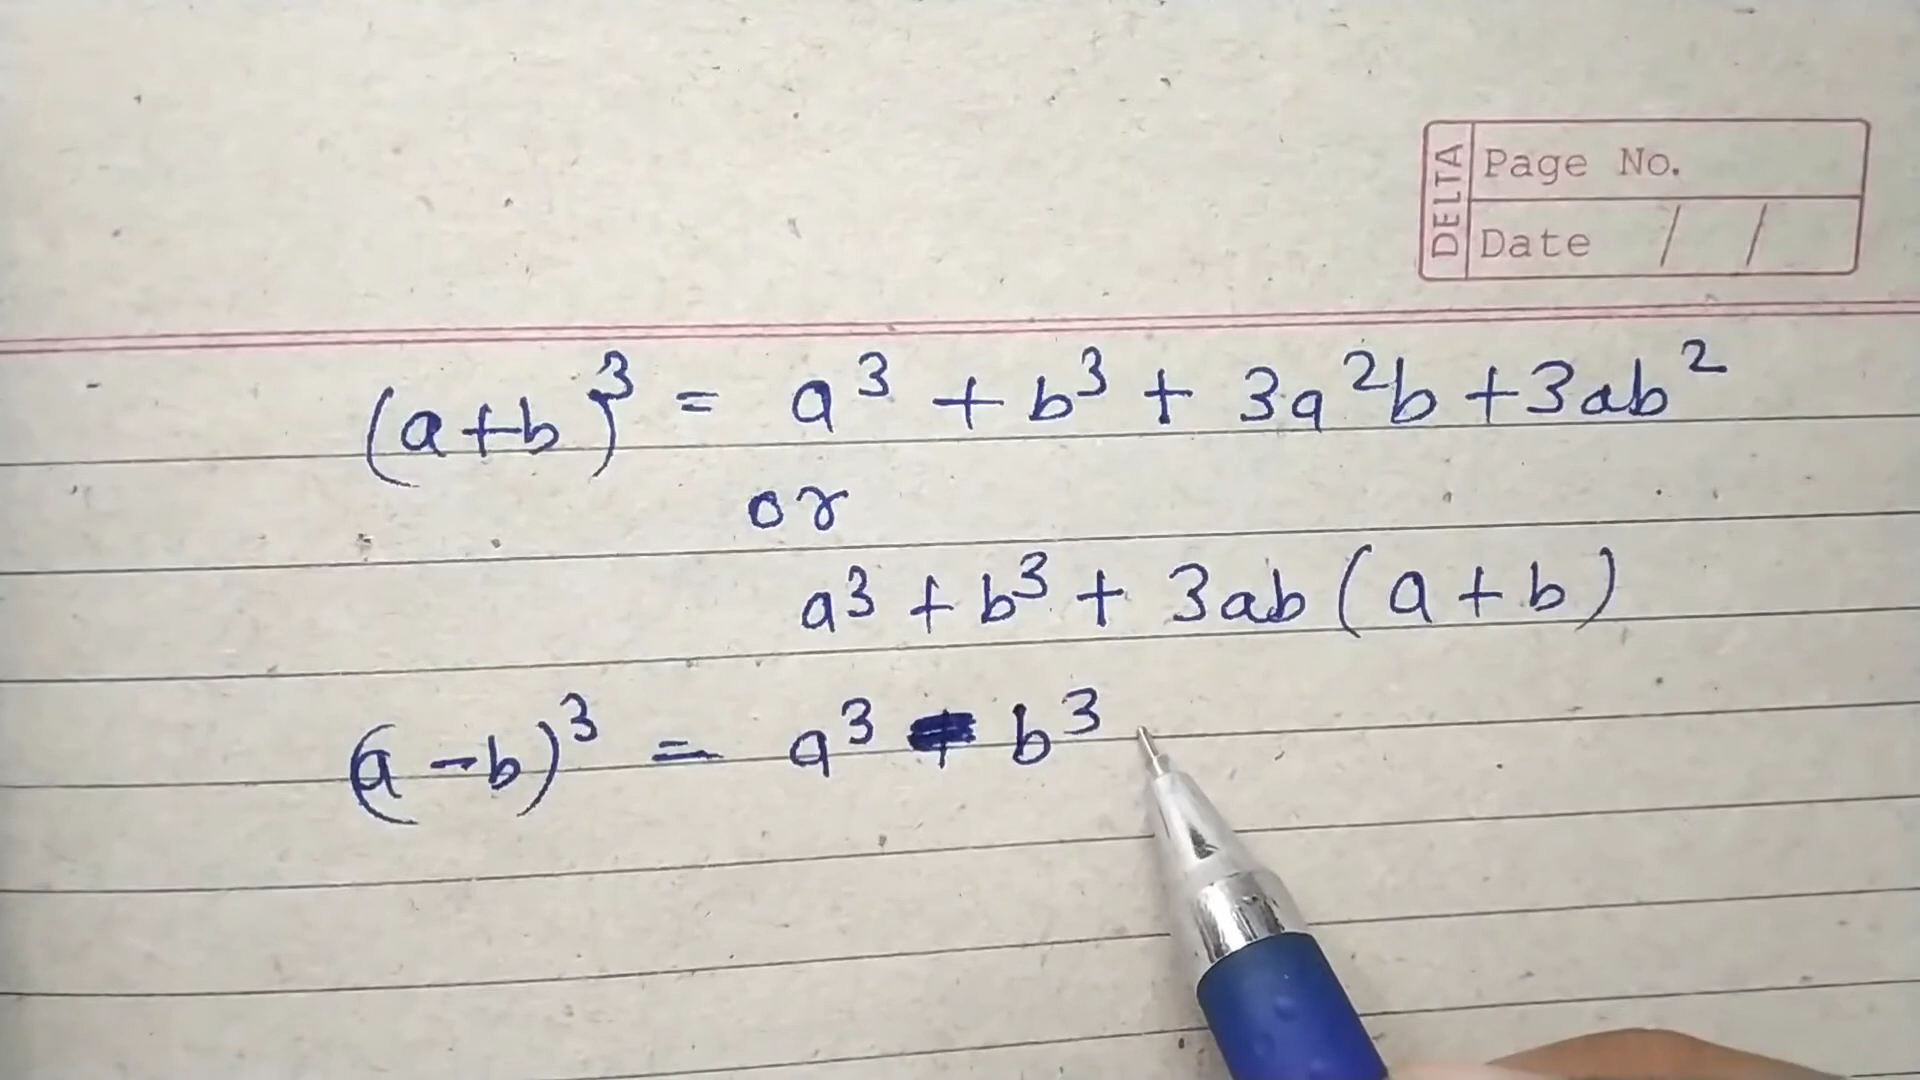 DELTA
Page No.
Date / /
(a+b)³ = a³ + b³ + 3a²b + 3ab²
or
a³ + b³ + 3ab (a + b)
(a - b)³ = a³ - b³